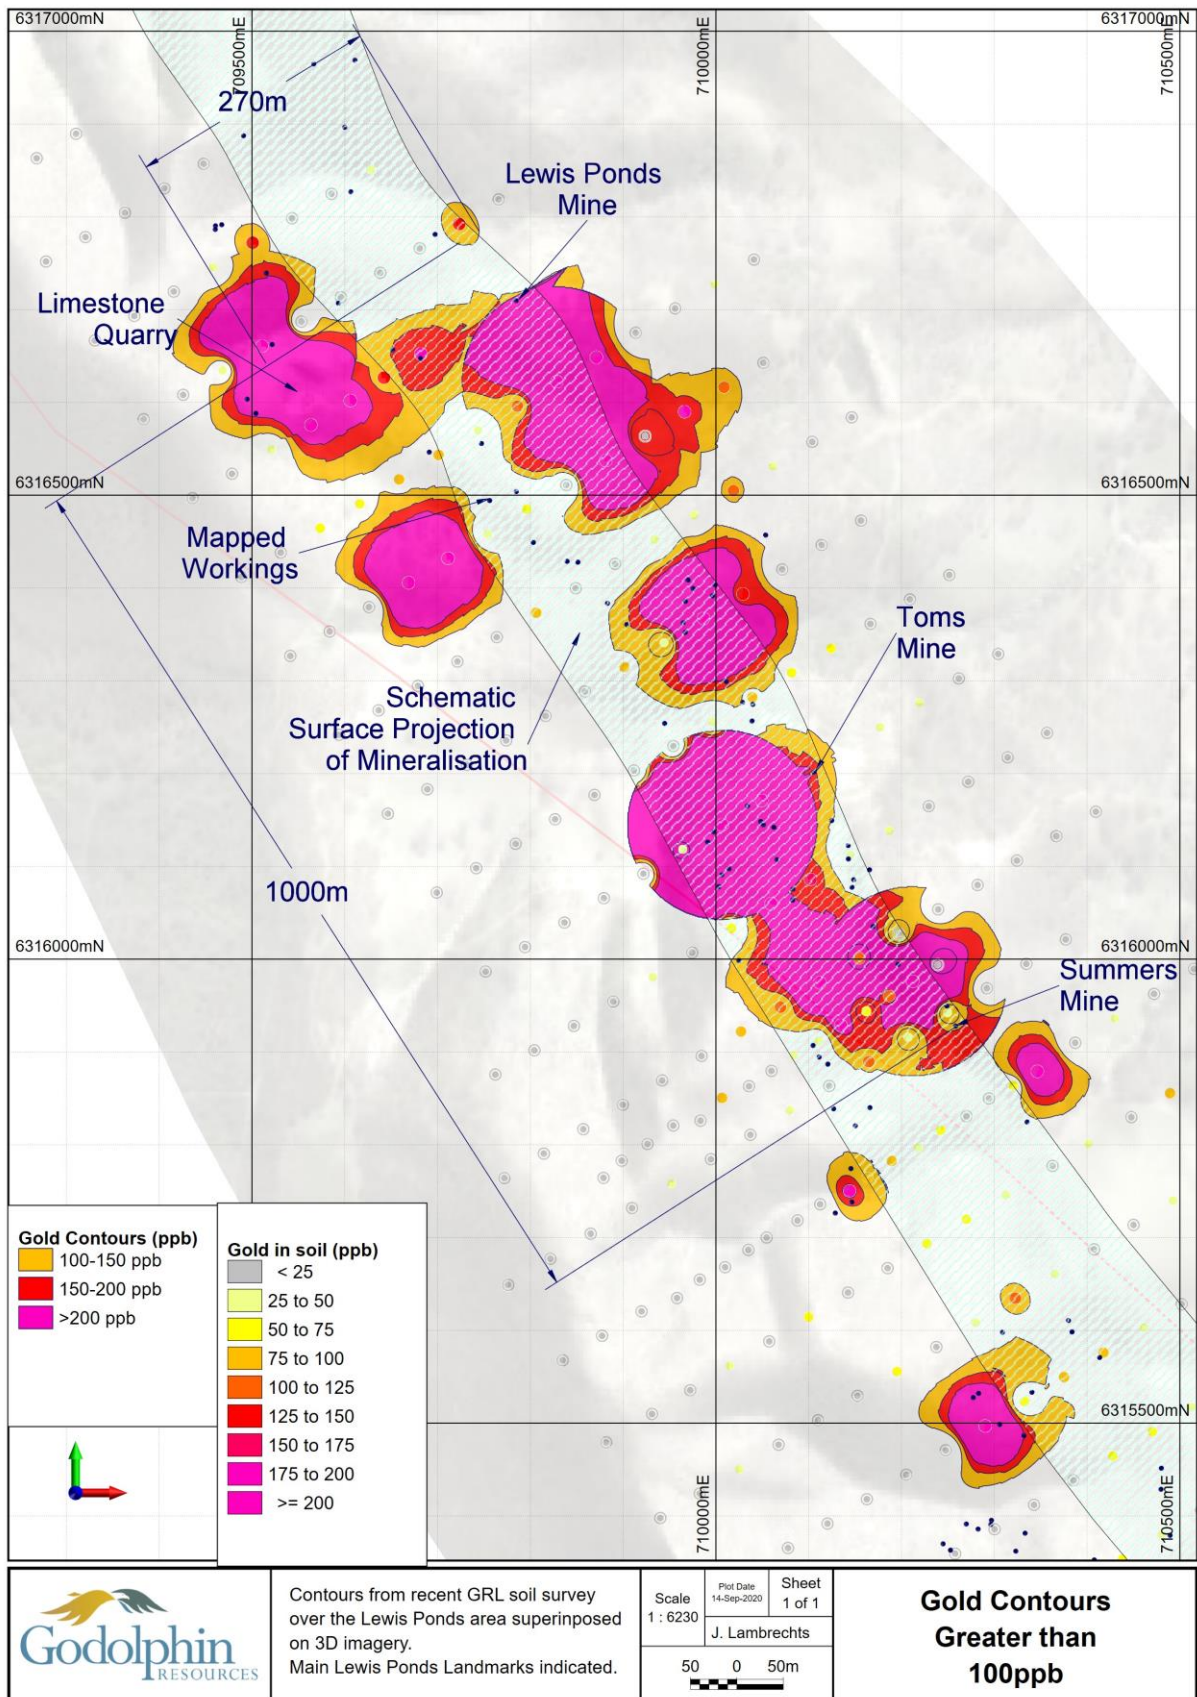 6317000mN
6317000mN
709500mE
710000mE
710500mE
270m
Lewis Ponds
Mine
Limestone
Quarry
6316500mN
6316500mN
Mapped
Workings
Toms
Mine
Schematic
Surface Projection
of Mineralisation
1000m
6316000mN
6316000mN
Summers
Mine
Gold Contours (ppb)
100-150 ppb
150-200 ppb
>200 ppb
Gold in soil (ppb)
< 25
25 to 50
50 to 75
75 to 100
100 to 125
125 to 150
150 to 175
175 to 200
>= 200
6315500mN
710000mE
710500mE
Godolphin
RESOURCES
Contours from recent GRL soil survey
over the Lewis Ponds area superinposed
on 3D imagery.
Main Lewis Ponds Landmarks indicated.
Scale
1 : 6230
Plot Date
14-Sep-2020
Sheet
1 of 1
J. Lambrechts
50 0 50m
Gold Contours
Greater than
100ppb